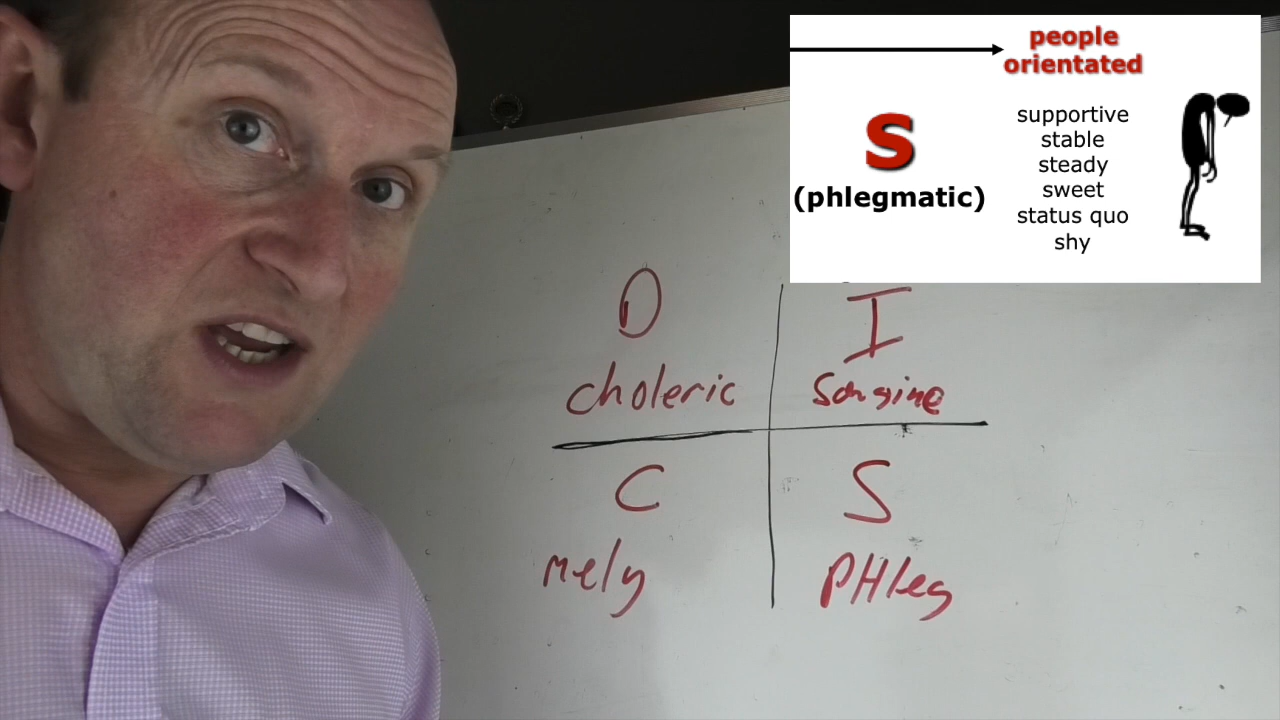 people
orientated
S
(phlegmatic)
supportive
stable
steady
sweet
status quo
shy
D
I
choleric
Sangine
C
S
mely
PHleg